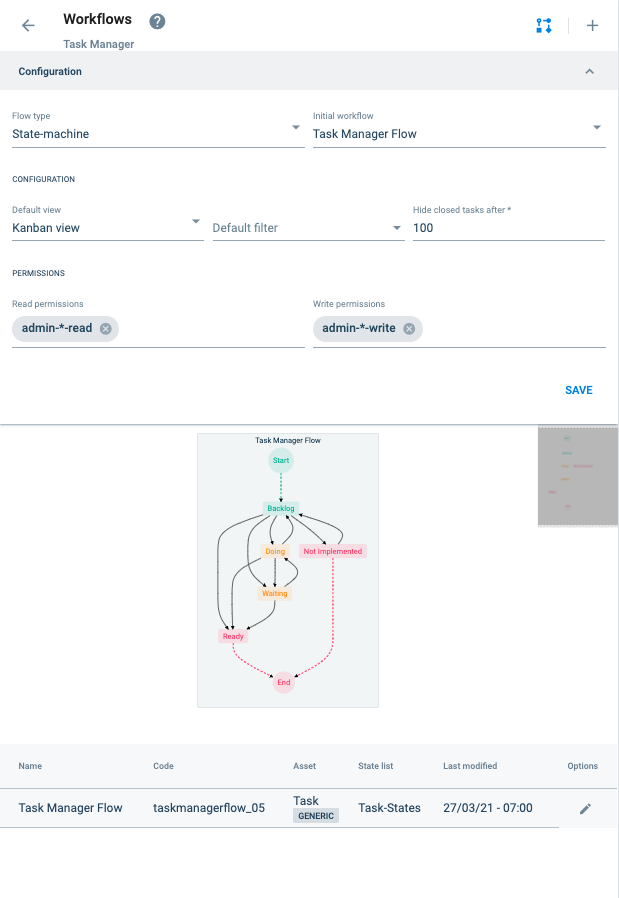 Workflows ?
Task Manager
Configuration
Flow type
State-machine
Initial workflow
Task Manager Flow
CONFIGURATION
Default view
Kanban view
Default filter
Hide closed tasks after *
100
PERMISSIONS
Read permissions
admin-*-read
Write permissions
admin-*-write
SAVE
Task Manager Flow
Start
Backlog
Doing
Not Implemented
Waiting
Ready
End
Name Code Asset State list Last modified Options
Task Manager Flow taskmanagerflow_05 Task Task-States 27/03/21 - 07:00
GENERIC